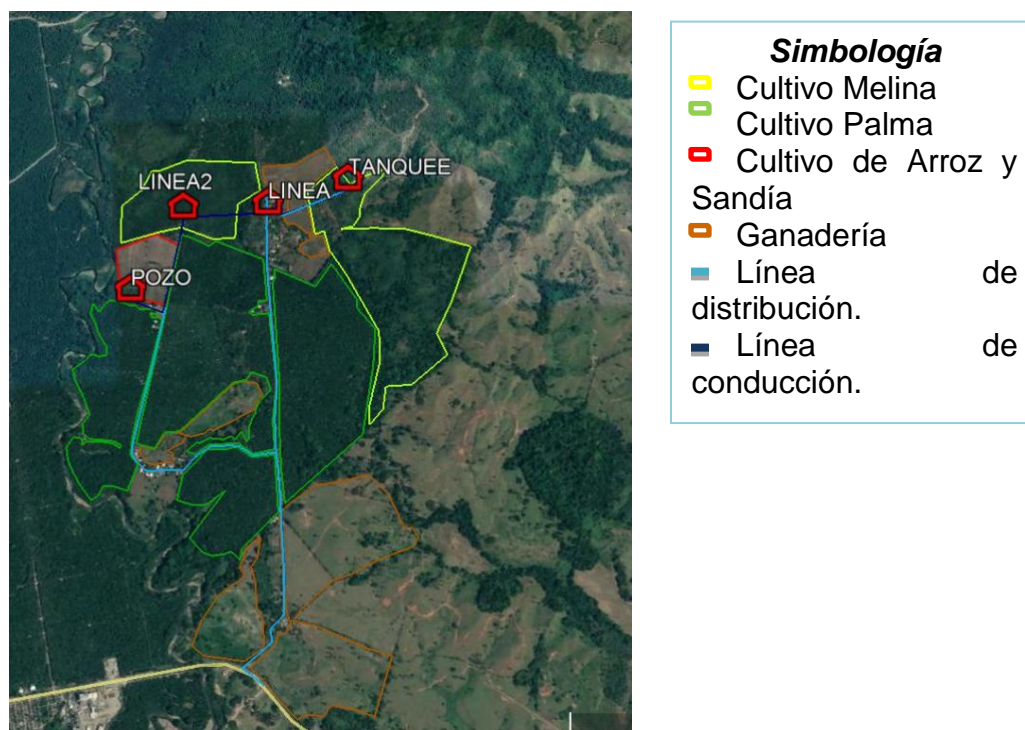 TANQUEE
LINEA2
LINEA
POZO
Simbología
Cultivo Melina
Cultivo Palma
Cultivo de Arroz y
Sandía
Ganadería
Línea de
distribución.
Línea de
conducción.